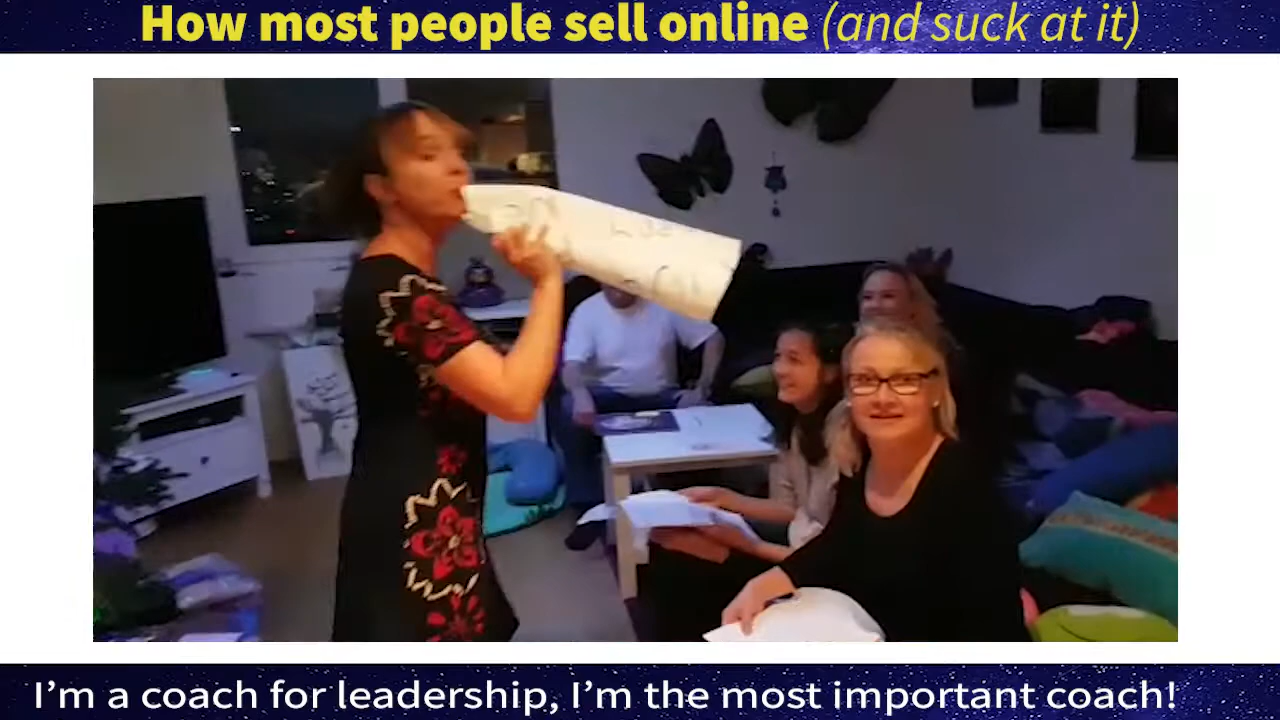 How most people sell online (and suck at it)
I'm a coach for leadership, I'm the most important coach!